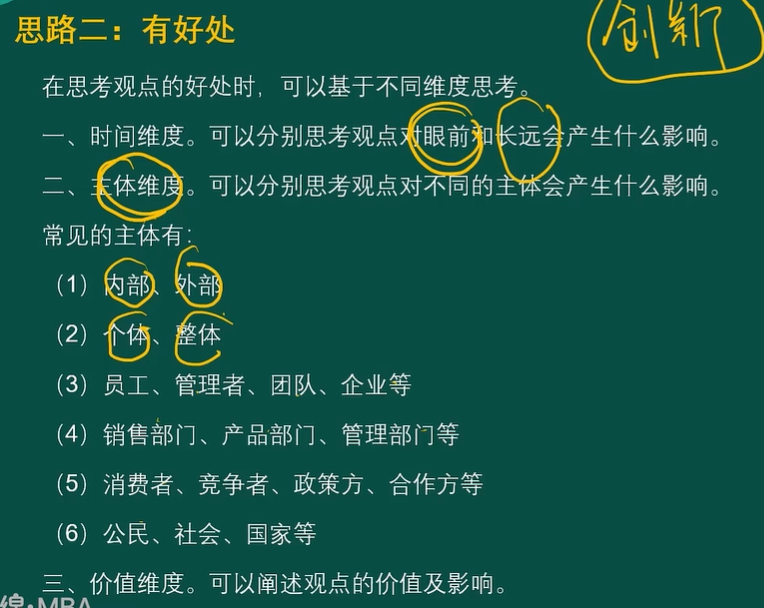 思路二：有好处
创新
在思考观点的好处时，可以基于不同维度思考。
一、时间维度。可以分别思考观点对眼前和长远会产生什么影响。
二、主体维度。可以分别思考观点对不同的主体会产生什么影响。
常见的主体有：
（1）内部、外部
（2）个体、整体
（3）员工、管理者、团队、企业等
（4）销售部门、产品部门、管理部门等
（5）消费者、竞争者、政策方、合作方等
（6）公民、社会、国家等
三、价值维度。可以阐述观点的价值及影响。
MBA